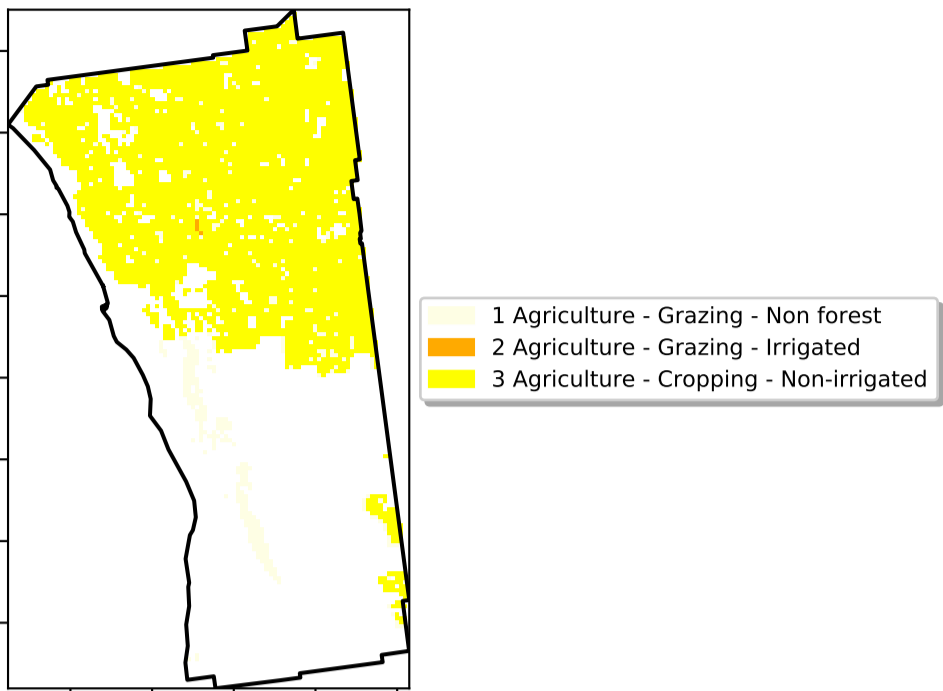 1 Agriculture - Grazing - Non forest
2 Agriculture - Grazing - Irrigated
3 Agriculture - Cropping - Non-irrigated